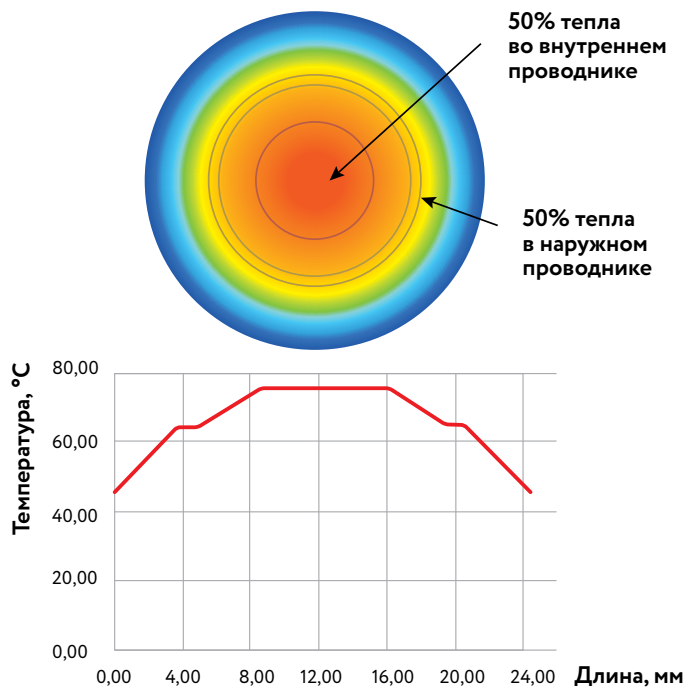 50% тепла
во внутреннем
проводнике
50% тепла
в наружном
проводнике
Температура, °C
80,00
60,00
40,00
20,00
0,00
0,00 4,00 8,00 12,00 16,00 20,00 24,00 Длина, мм